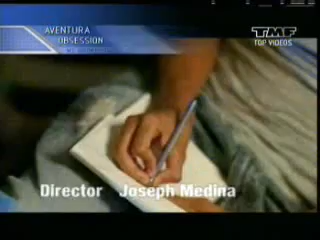 AVENTURA
OBSESSION
TMF
TOP VIDEOS
Director Joseph Medina